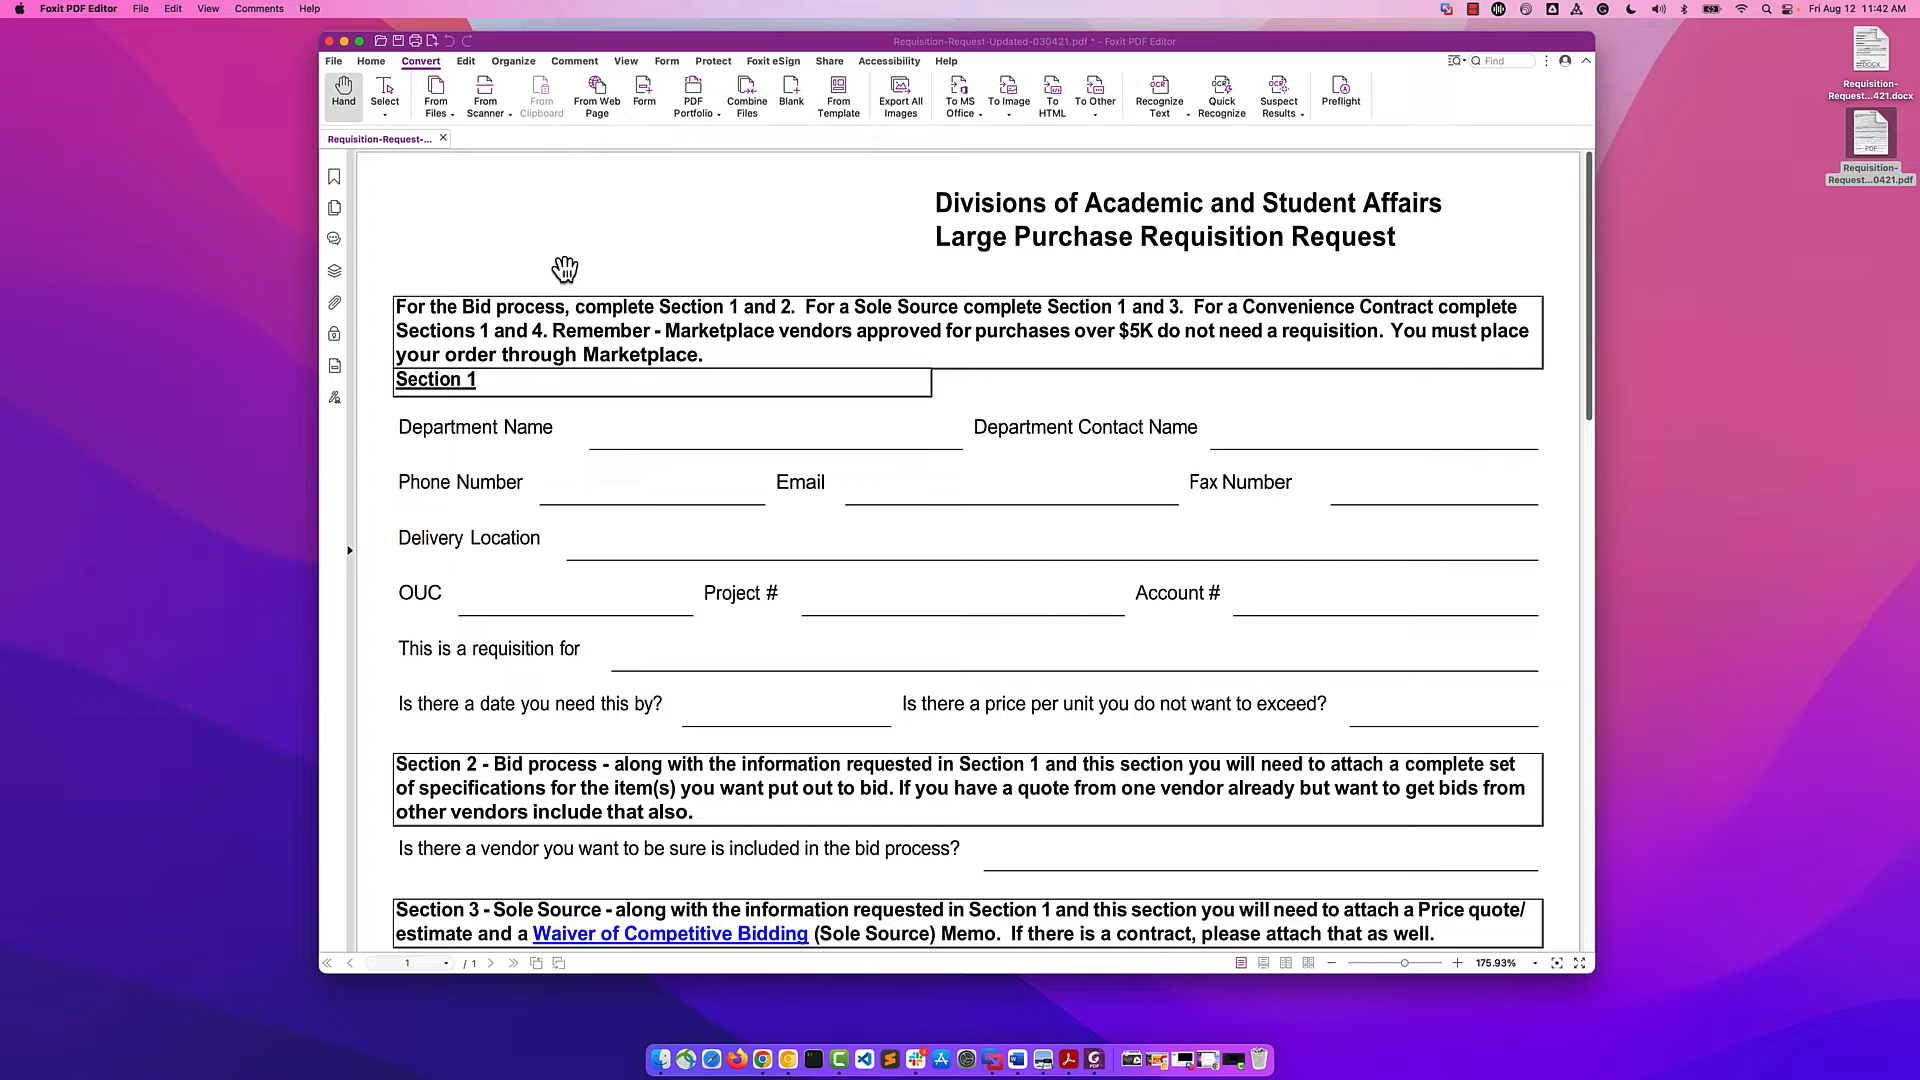 Foxit PDF Editor File Edit View Comments Help
Fri Aug 12 11:42 AM
Requisition-Request-Updated-030421.pdf * - Foxit PDF Editor
File Home Convert Edit Organize Comment View Form Protect Foxit eSign Share Accessibility Help
Find
Hand
Select
From Files
From Scanner
From Clipboard
From Web Page
Form
PDF Portfolio
Combine Files
Blank
From Template
Export All Images
To MS Office
To Image
To HTML
To Other
Recognize Text
Quick Recognize
Suspect Results
Preflight
Requisition-Request-...
DOCX
Requisition-
Request...421.docx
PDF
Requisition-
Request...0421.pdf
Divisions of Academic and Student Affairs
Large Purchase Requisition Request
For the Bid process, complete Section 1 and 2. For a Sole Source complete Section 1 and 3. For a Convenience Contract complete
Sections 1 and 4. Remember - Marketplace vendors approved for purchases over $5K do not need a requisition. You must place
your order through Marketplace.
Section 1
Department Name Department Contact Name
Phone Number Email Fax Number
Delivery Location
OUC Project # Account #
This is a requisition for
Is there a date you need this by? Is there a price per unit you do not want to exceed?
Section 2 - Bid process - along with the information requested in Section 1 and this section you will need to attach a complete set
of specifications for the item(s) you want put out to bid. If you have a quote from one vendor already but want to get bids from
other vendors include that also.
Is there a vendor you want to be sure is included in the bid process?
Section 3 - Sole Source - along with the information requested in Section 1 and this section you will need to attach a Price quote/
estimate and a Waiver of Competitive Bidding (Sole Source) Memo. If there is a contract, please attach that as well.
1 / 1
175.93%